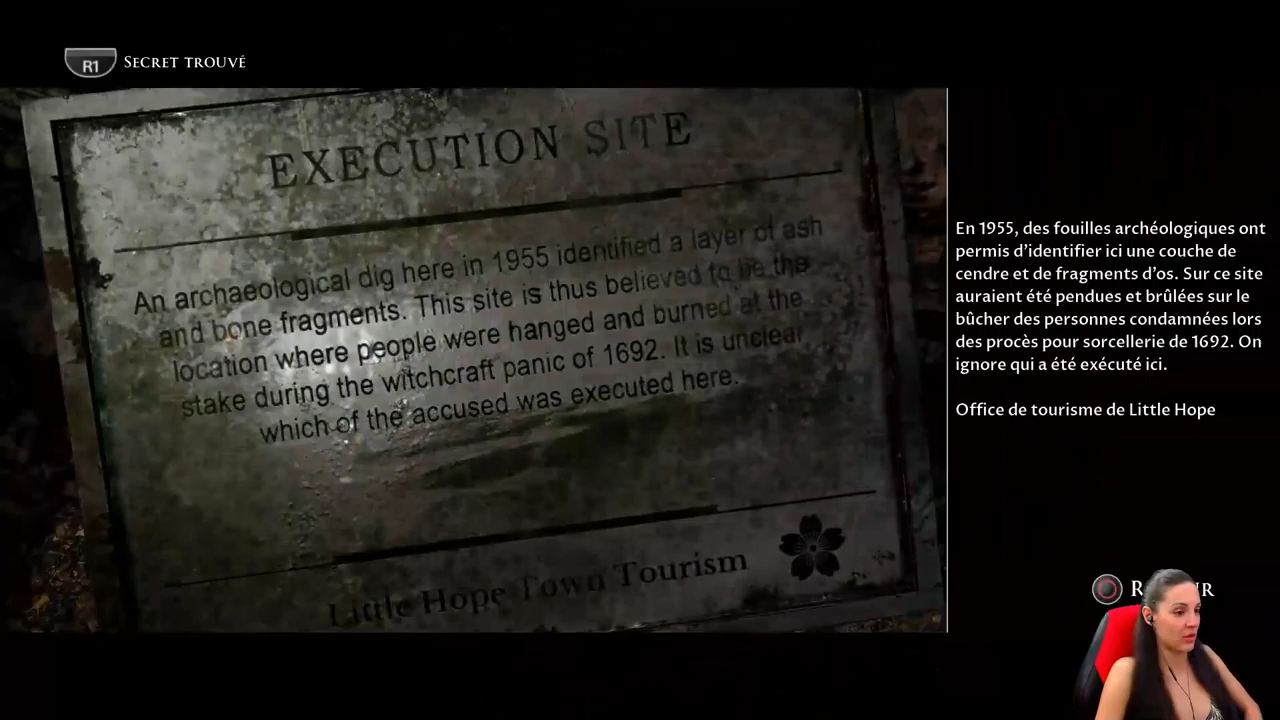 R1 SECRET TROUVÉ
EXECUTION SITE
An archaeological dig here in 1955 identified a layer of ash
and bone fragments. This site is thus believed to be the
location where people were hanged and burned at the
stake during the witchcraft panic of 1692. It is unclear
which of the accused was executed here.
Little Hope Town Tourism
En 1955, des fouilles archéologiques ont
permis d'identifier ici une couche de
cendre et de fragments d'os. Sur ce site
auraient été pendues et brûlées sur le
bûcher des personnes condamnées lors
des procès pour sorcellerie de 1692. On
ignore qui a été exécuté ici.
Office de tourisme de Little Hope